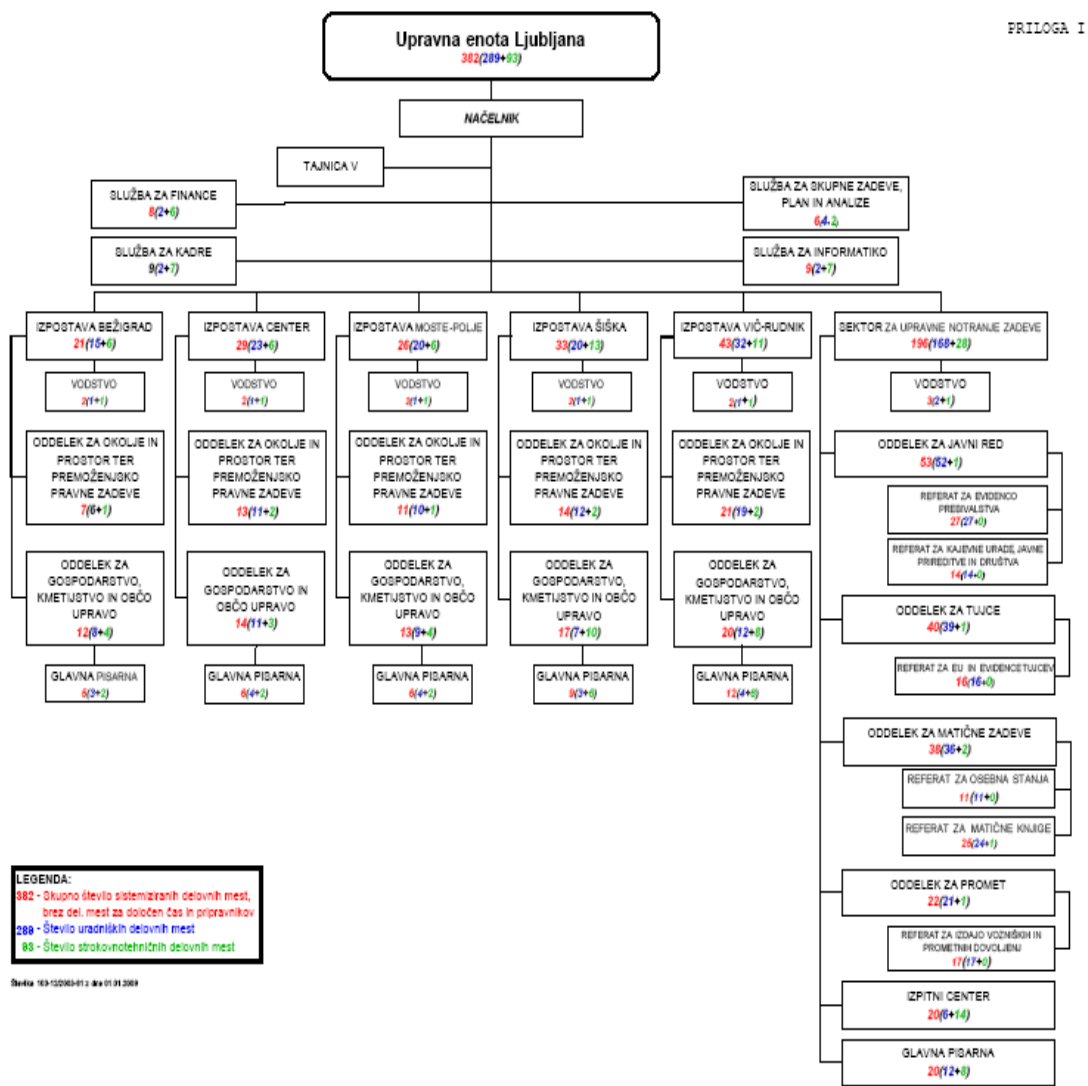 PRILOGA I
Upravna enota Ljubljana
382(289+93)
NAČELNIK
TAJNICA V
SLUŽBA ZA FINANCE
8(2+6)
SLUŽBA ZA SKUPNE ZADEVE,
PLAN IN ANALIZE
6(4+2)
SLUŽBA ZA KADRE
9(2+7)
SLUŽBA ZA INFORMATIKO
9(2+7)
IZPOSTAVA BEŽIGRAD
21(15+6)
VODSTVO
2(1+1)
ODDELEK ZA OKOLJE IN
PROSTOR TER
PREMOŽENJSKO
PRAVNE ZADEVE
7(6+1)
ODDELEK ZA
GOSPODARSTVO,
KMETIJSTVO IN OBČO
UPRAVO
12(8+4)
GLAVNA PISARNA
5(3+2)
IZPOSTAVA CENTER
29(23+6)
VODSTVO
2(1+1)
ODDELEK ZA OKOLJE IN
PROSTOR TER
PREMOŽENJSKO
PRAVNE ZADEVE
13(11+2)
ODDELEK ZA
GOSPODARSTVO
IN OBČO UPRAVO
14(11+3)
GLAVNA PISARNA
6(4+2)
IZPOSTAVA MOSTE-POLJE
26(20+6)
VODSTVO
2(1+1)
ODDELEK ZA OKOLJE IN
PROSTOR TER
PREMOŽENJSKO
PRAVNE ZADEVE
11(10+1)
ODDELEK ZA
GOSPODARSTVO,
KMETIJSTVO IN OBČO
UPRAVO
13(9+4)
GLAVNA PISARNA
6(4+2)
IZPOSTAVA ŠIŠKA
33(20+13)
VODSTVO
2(1+1)
ODDELEK ZA OKOLJE IN
PROSTOR TER
PREMOŽENJSKO
PRAVNE ZADEVE
14(12+2)
ODDELEK ZA
GOSPODARSTVO,
KMETIJSTVO IN OBČO
UPRAVO
17(7+10)
GLAVNA PISARNA
9(3+6)
IZPOSTAVA VIČ-RUDNIK
43(32+11)
VODSTVO
2(1+1)
ODDELEK ZA OKOLJE IN
PROSTOR TER
PREMOŽENJSKO
PRAVNE ZADEVE
21(19+2)
ODDELEK ZA
GOSPODARSTVO,
KMETIJSTVO IN OBČO
UPRAVO
20(12+8)
GLAVNA PISARNA
12(4+8)
SEKTOR ZA UPRAVNE NOTRANJE ZADEVE
196(168+28)
VODSTVO
3(2+1)
ODDELEK ZA JAVNI RED
53(52+1)
REFERAT ZA EVIDENCO
PREBIVALSTVA
27(27+0)
REFERAT ZA KAJEVNE URADE, JAVNE
PRIREDITVE IN DRUŠTVA
14(14+0)
ODDELEK ZA TUJCE
40(39+1)
REFERAT ZA EU IN EVIDENCE TUJCEV
16(16+0)
ODDELEK ZA MATIČNE ZADEVE
38(36+2)
REFERAT ZA OSEBNA STANJA
11(11+0)
REFERAT ZA MATIČNE KNJIGE
25(24+1)
ODDELEK ZA PROMET
22(21+1)
REFERAT ZA IZDAJO VOZNIŠKIH IN
PROMETNIH DOVOLJENJ
17(17+0)
IZPITNI CENTER
20(6+14)
GLAVNA PISARNA
20(12+8)
LEGENDA:
382 - Skupno število sistemiziranih delovnih mest,
brez del. mest za določen čas in pripravnikov
289 - Število uradniških delovnih mest
93 - Število strokovnotehničnih delovnih mest